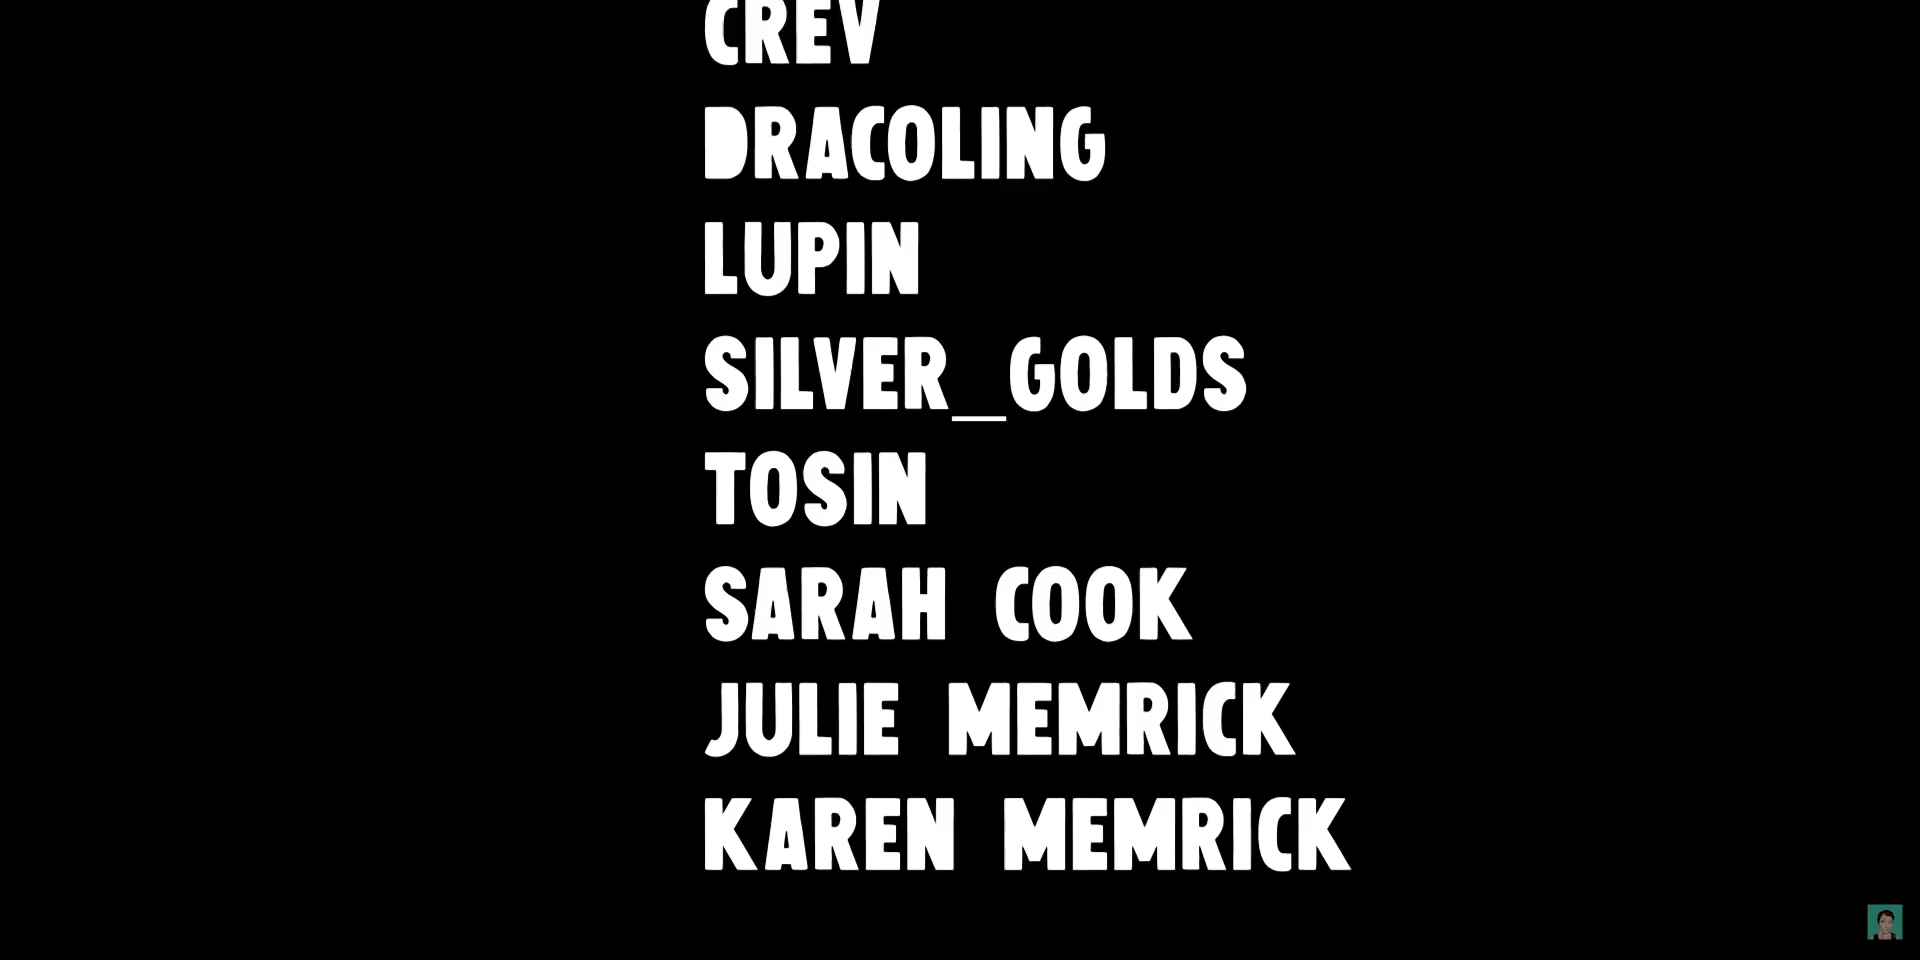 CREV
DRACOLING
LUPIN
SILVER_GOLDS
TOSIN
SARAH COOK
JULIE MEMRICK
KAREN MEMRICK